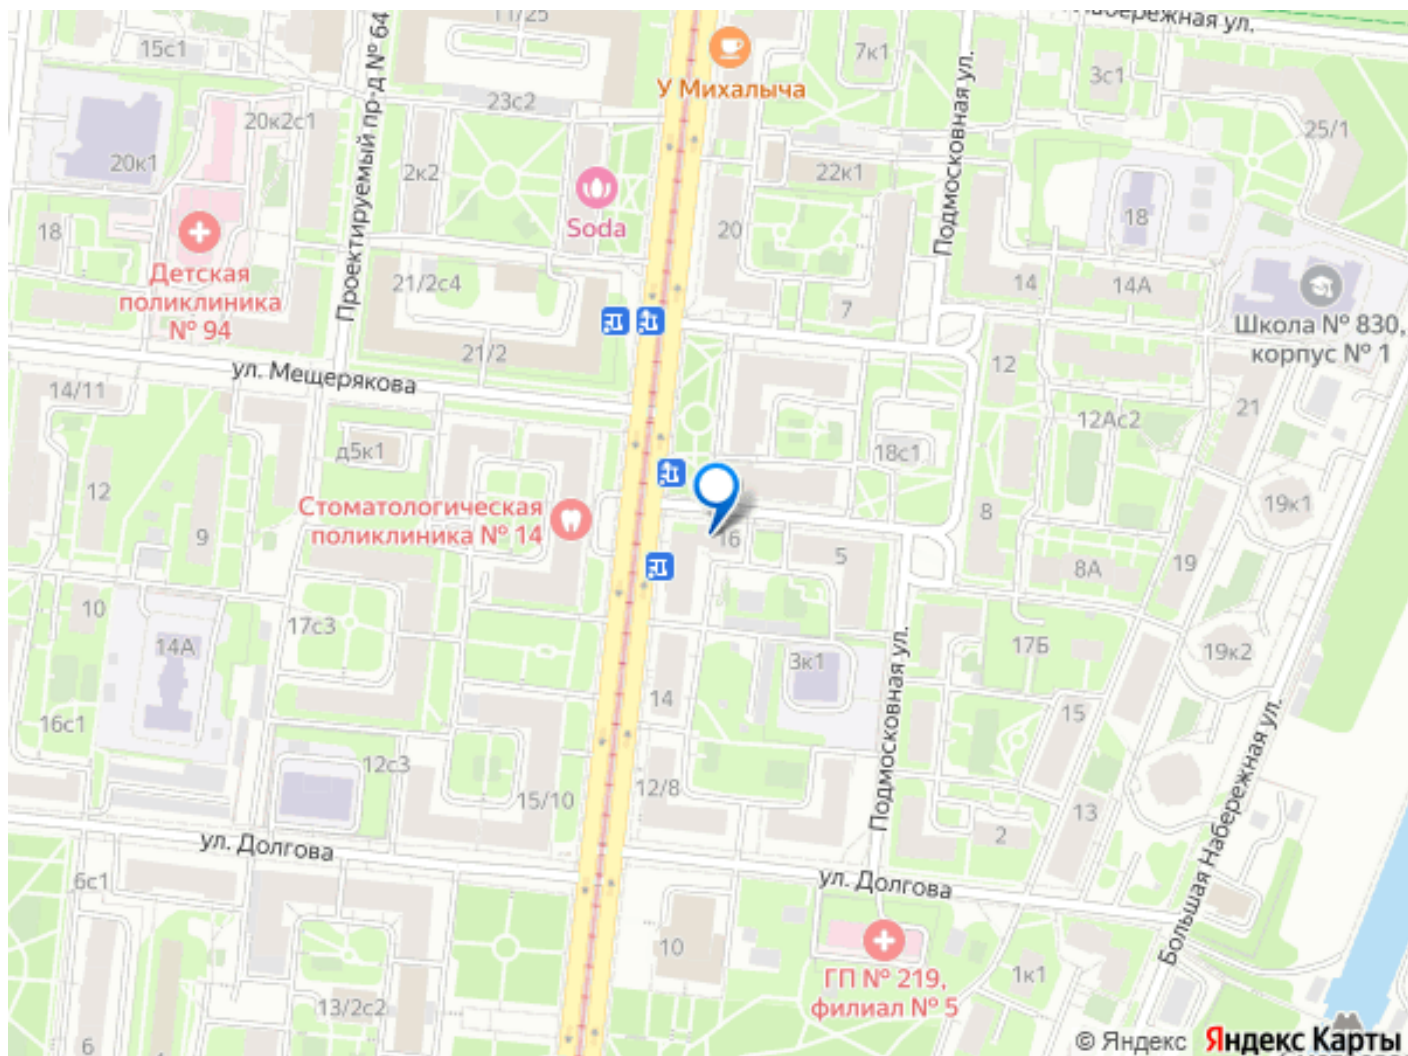 11/25
Набережная ул.
15с1
7к1
3с1
У Михалыча
23с2
20к2с1
25/1
20к1
2к2
22к1
Проектируемый пр-д № 64
Подмосковная ул.
18
Soda
20
18
Детская
поликлиника
№ 94
21/2с4
14
14А
7
Школа № 830,
корпус № 1
21/2
12
ул. Мещерякова
14/11
21
12Ас2
д5к1
18с1
12
Стоматологическая
поликлиника № 14
19к1
8
9
16
5
19
8А
10
17с3
14А
17Б
19к2
3к1
Подмосковная ул.
14
16с1
15
12с3
12/8
15/10
13
2
Большая Набережная ул.
ул. Долгова
6с1
ул. Долгова
10
1к1
ГП № 219,
филиал № 5
13/2с2
6
© Яндекс Яндекс Карты